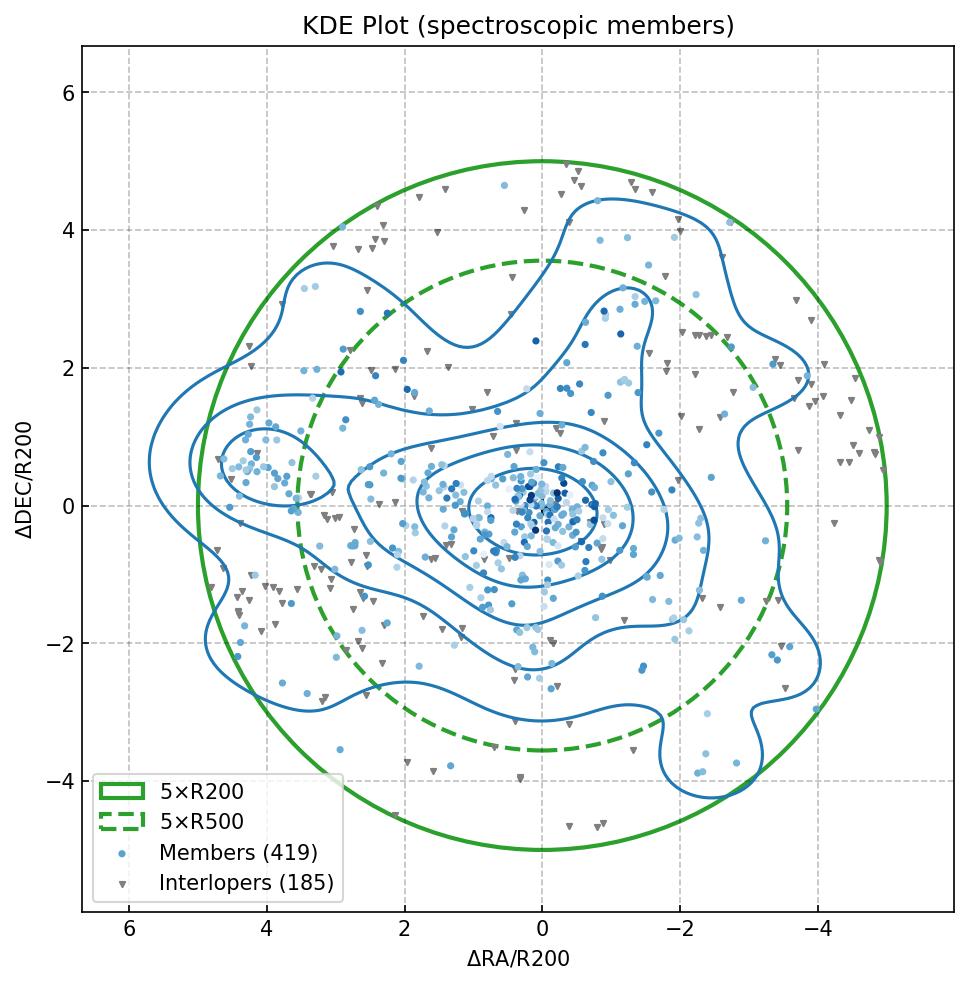 KDE Plot (spectroscopic members)
6
4
2
0
−2
−4
ΔDEC/R200
5×R200
5×R500
Members (419)
Interlopers (185)
6
4
2
0
−2
−4
ΔRA/R200